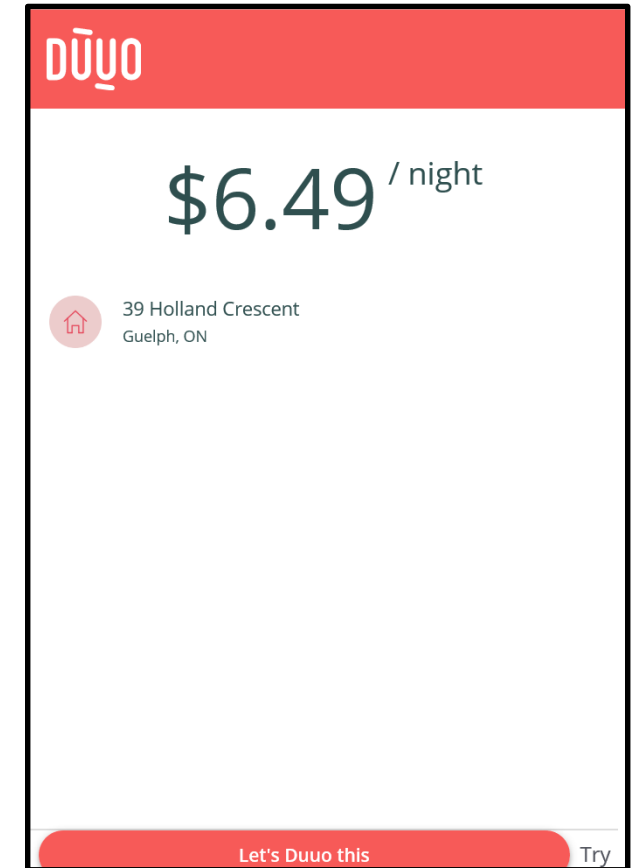 DUUO
$6.49 / night
39 Holland Crescent
Guelph, ON
Let's Duuo this
Try